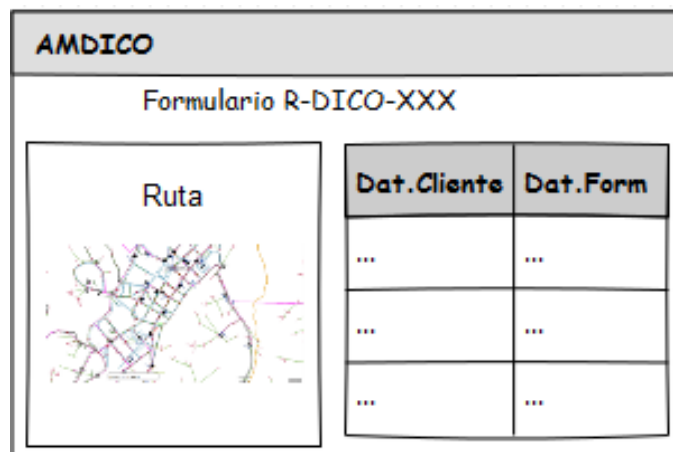 AMDICO
Formulario R-DICO-XXX
Ruta
Dat.Cliente Dat.Form
... ...
... ...
... ...